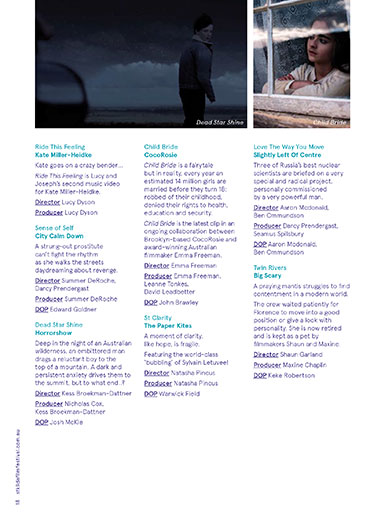 Dead Star Shine
Child Bride
Ride This Feeling
Kate Miller-Heidke
Kate goes on a crazy bender...
Ride This Feeling is Lucy and
Joseph's second music video
for Kate Miller-Heidke.
Director Lucy Dyson
Producer Lucy Dyson
Sense of Self
City Calm Down
A strung-out prostitute
can't fight the rhythm
as she walks the streets
daydreaming about revenge.
Director Summer DeRoche,
Darcy Prendergast
Producer Summer DeRoche
DOP Edward Goldner
Dead Star Shine
Horrorshow
Deep in the night of an Australian
wilderness, an embittered man
drags a reluctant boy to the
top of a mountain. A dark and
persistent anxiety drives them to
the summit, but to what end..?
Director Kess Broekman-Dattner
Producer Nicholas Cox,
Kess Broekman-Dattner
DOP Josh McKie
Child Bride
CocoRosie
Child Bride is a fairytale
but in reality, every year an
estimated 14 million girls are
married before they turn 18;
robbed of their childhood,
denied their rights to health,
education and security.
Child Bride is the latest clip in an
ongoing collaboration between
Brooklyn-based CocoRosie and
award-winning Australian
filmmaker Emma Freeman.
Director Emma Freeman
Producer Emma Freeman,
Leanne Tonkes,
David Leadbetter
DOP John Brawley
St Clarity
The Paper Kites
A moment of clarity,
like hope, is fragile.
Featuring the world-class
'bubbling' of Sylvain Letuvee!
Director Natasha Pincus
Producer Natasha Pincus
DOP Warwick Field
Love The Way You Move
Slightly Left Of Centre
Three of Russia's best nuclear
scientists are briefed on a very
special and radical project,
personally commissioned
by a very powerful man.
Director Aaron Mcdonald,
Ben Ommundson
Producer Darcy Prendergast,
Seamus Spilsbury
DOP Aaron Mcdonald,
Ben Ommundson
Twin Rivers
Big Scary
A praying mantis struggles to find
contentment in a modern world.
The crew waited patiently for
Florence to move into a good
position or give a look with
personality. She is now retired
and is kept as a pet by
filmmakers Shaun and Maxine.
Director Shaun Garland
Producer Maxine Chaplin
DOP Keke Robertson
18 stkildafilmfestival.com.au